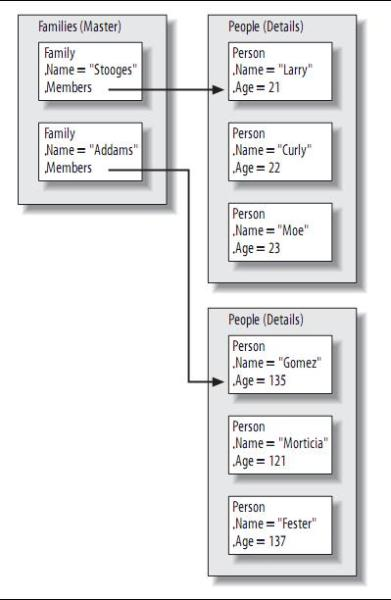 Families (Master)
Family
.Name = "Stooges"
.Members
Family
.Name = "Addams"
.Members
People (Details)
Person
.Name = "Larry"
.Age = 21
Person
.Name = "Curly"
.Age = 22
Person
.Name = "Moe"
.Age = 23
People (Details)
Person
.Name = "Gomez"
.Age = 135
Person
.Name = "Morticia"
.Age = 121
Person
.Name = "Fester"
.Age = 137